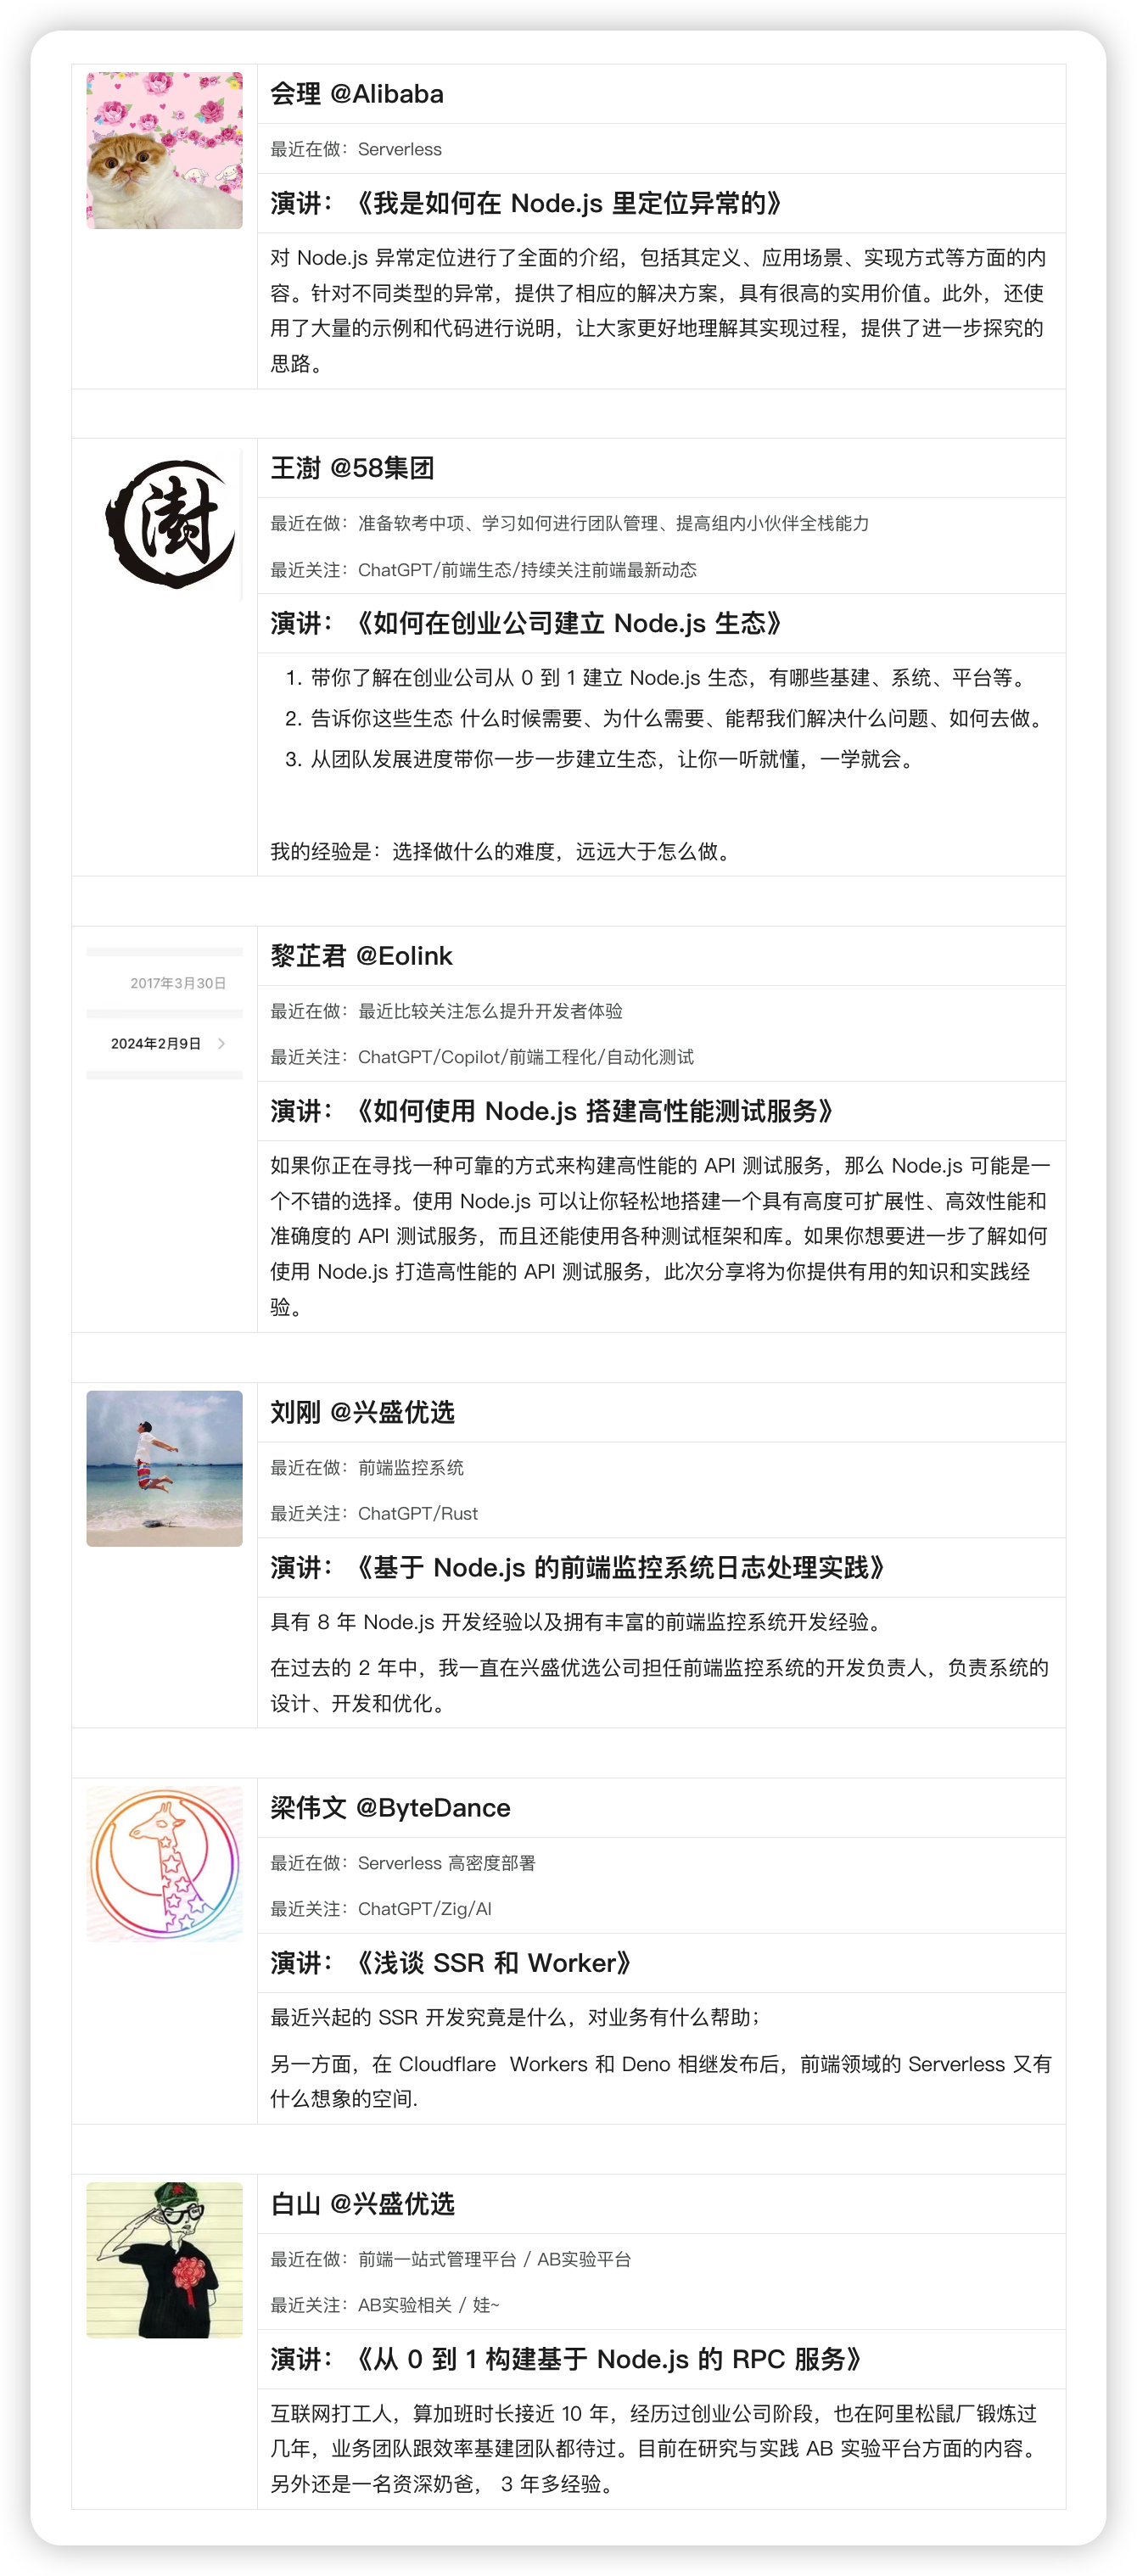 会理 @Alibaba
最近在做：Serverless
演讲：《我是如何在 Node.js 里定位异常的》
对 Node.js 异常定位进行了全面的介绍，包括其定义、应用场景、实现方式等方面的内
容。针对不同类型的异常，提供了相应的解决方案，具有很高的实用价值。此外，还使
用了大量的示例和代码进行说明，让大家更好地理解其实现过程，提供了进一步探究的
思路。
澍
王澍 @58集团
最近在做：准备软考中项、学习如何进行团队管理、提高组内小伙伴全栈能力
最近关注：ChatGPT/前端生态/持续关注前端最新动态
演讲：《如何在创业公司建立 Node.js 生态》
1. 带你了解在创业公司从 0 到 1 建立 Node.js 生态，有哪些基建、系统、平台等。
2. 告诉你这些生态 什么时候需要、为什么需要、能帮我们解决什么问题、如何去做。
3. 从团队发展进度带你一步一步建立生态，让你一听就懂，一学就会。
我的经验是：选择做什么的难度，远远大于怎么做。
2017年3月30日
2024年2月9日
黎芷君 @Eolink
最近在做：最近比较关注怎么提升开发者体验
最近关注：ChatGPT/Copilot/前端工程化/自动化测试
演讲：《如何使用 Node.js 搭建高性能测试服务》
如果你正在寻找一种可靠的方式来构建高性能的 API 测试服务，那么 Node.js 可能是一
个不错的选择。使用 Node.js 可以让你轻松地搭建一个具有高度可扩展性、高效性能和
准确度的 API 测试服务，而且还能使用各种测试框架和库。如果你想要进一步了解如何
使用 Node.js 打造高性能的 API 测试服务，此次分享将为你提供有用的知识和实践经
验。
刘刚 @兴盛优选
最近在做：前端监控系统
最近关注：ChatGPT/Rust
演讲：《基于 Node.js 的前端监控系统日志处理实践》
具有 8 年 Node.js 开发经验以及拥有丰富的前端监控系统开发经验。
在过去的 2 年中，我一直在兴盛优选公司担任前端监控系统的开发负责人，负责系统的
设计、开发和优化。
梁伟文 @ByteDance
最近在做：Serverless 高密度部署
最近关注：ChatGPT/Zig/AI
演讲：《浅谈 SSR 和 Worker》
最近兴起的 SSR 开发究竟是什么，对业务有什么帮助；
另一方面，在 Cloudflare Workers 和 Deno 相继发布后，前端领域的 Serverless 又有
什么想象的空间.
白山 @兴盛优选
最近在做：前端一站式管理平台 / AB实验平台
最近关注：AB实验相关 / 娃~
演讲：《从 0 到 1 构建基于 Node.js 的 RPC 服务》
互联网打工人，算加班时长接近 10 年，经历过创业公司阶段，也在阿里松鼠厂锻炼过
几年，业务团队跟效率基建团队都待过。目前在研究与实践 AB 实验平台方面的内容。
另外还是一名资深奶爸， 3 年多经验。